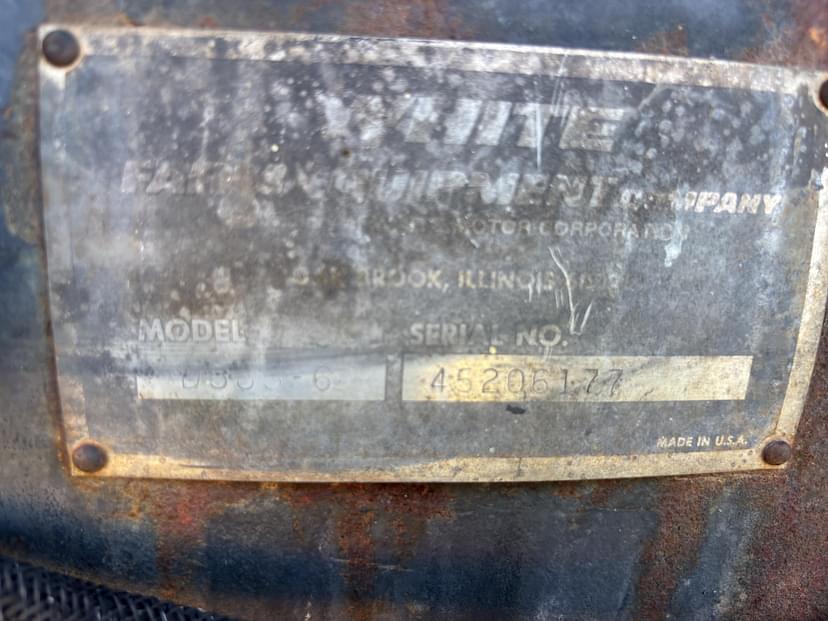 WHITE
FARM EQUIPMENT COMPANY
MOTOR CORPORATION
OAK BROOK, ILLINOIS
MODEL SERIAL NO.
45206177
MADE IN U.S.A.